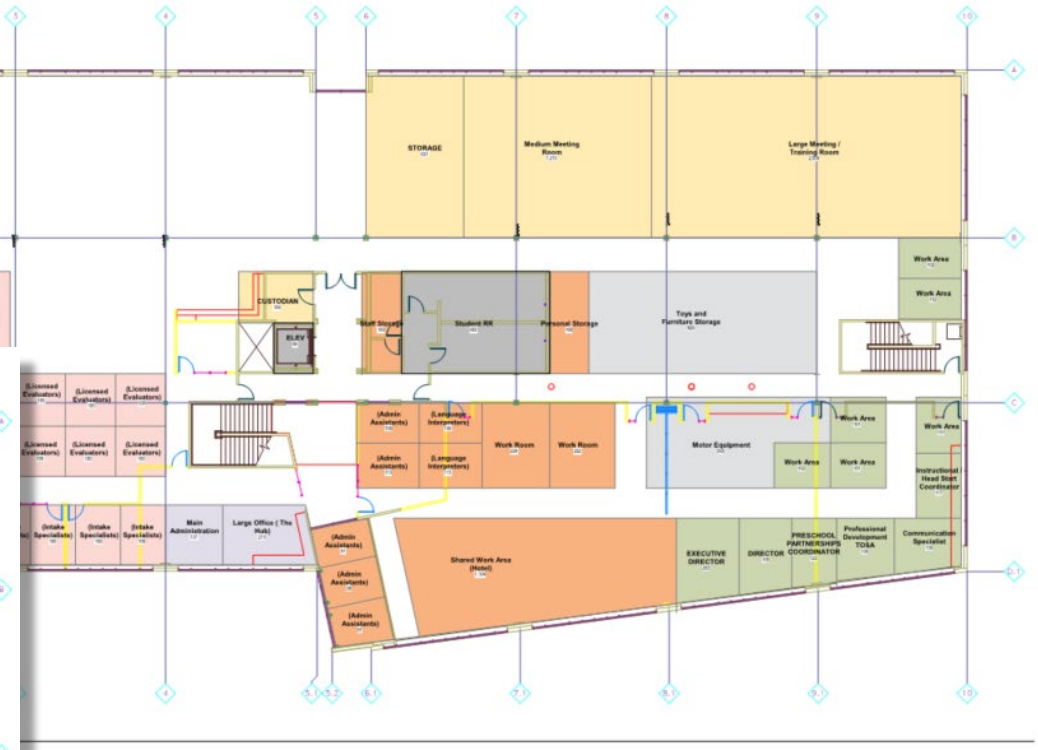 3
4
5
6
7
8
9
10
A
STORAGE
Medium Meeting
Room
Large Meeting /
Training Room
B
Work Area
Work Area
CUSTODIAN
ELEV
Staff Storage
Student RR
Personal Storage
Toys and
Furniture Storage
C
(Licensed
Evaluators)
(Licensed
Evaluators)
(Licensed
Evaluators)
(Licensed
Evaluators)
(Licensed
Evaluators)
(Licensed
Evaluators)
(Admin
Assistants)
(Language
Interpreters)
(Admin
Assistants)
(Language
Interpreters)
Work Room
Work Room
Motor Equipment
Work Area
Work Area
Work Area
Work Area
Instructional /
Head Start
Coordinator
(Intake
Specialists)
(Intake
Specialists)
(Intake
Specialists)
Main
Administration
Large Office ( The
Hub)
(Admin
Assistants)
(Admin
Assistants)
(Admin
Assistants)
Shared Work Area
(Hotel)
EXECUTIVE
DIRECTOR
DIRECTOR
PRESCHOOL
PARTNERSHIPS
COORDINATOR
Professional
Development
TOSA
Communication
Specialist
D.1
4
5.1
5.2
6.1
7.1
8.1
9.1
10